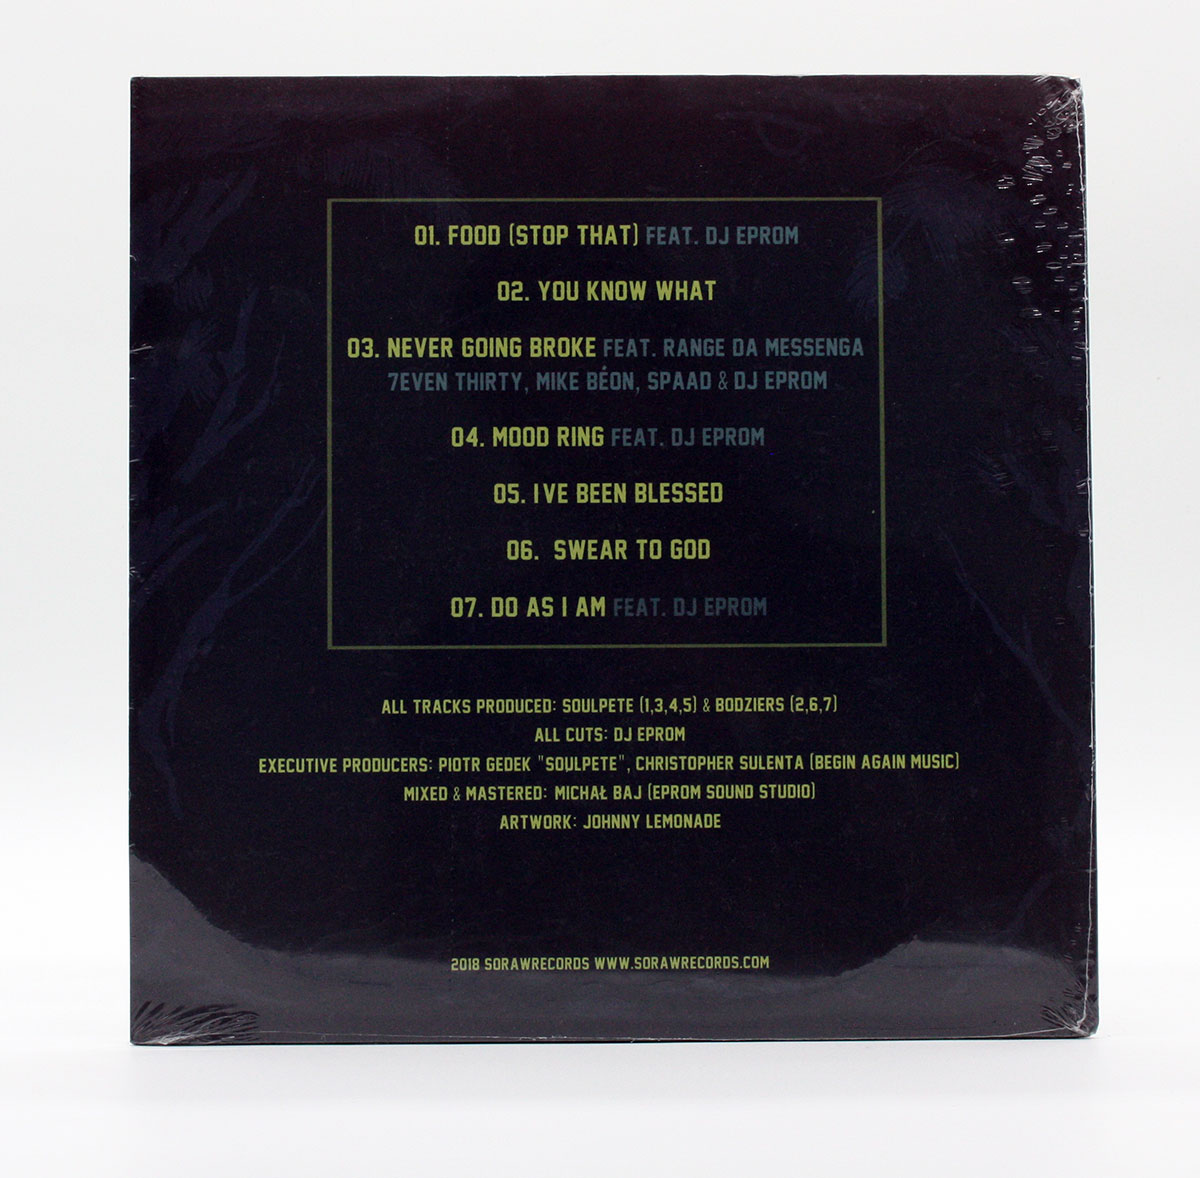 01. FOOD (STOP THAT) FEAT. DJ EPROM
02. YOU KNOW WHAT
03. NEVER GOING BROKE FEAT. RANGE DA MESSENGA
7EVEN THIRTY, MIKE BÉON, SPAAD & DJ EPROM
04. MOOD RING FEAT. DJ EPROM
05. IVE BEEN BLESSED
06. SWEAR TO GOD
07. DO AS I AM FEAT. DJ EPROM
ALL TRACKS PRODUCED: SOULPETE (1,3,4,5) & BODZIERS (2,6,7)
ALL CUTS: DJ EPROM
EXECUTIVE PRODUCERS: PIOTR GEDEK "SOULPETE", CHRISTOPHER SULENTA (BEGIN AGAIN MUSIC)
MIXED & MASTERED: MICHAŁ BAJ (EPROM SOUND STUDIO)
ARTWORK: JOHNNY LEMONADE
2018 SORAWRECORDS WWW.SORAWRECORDS.COM